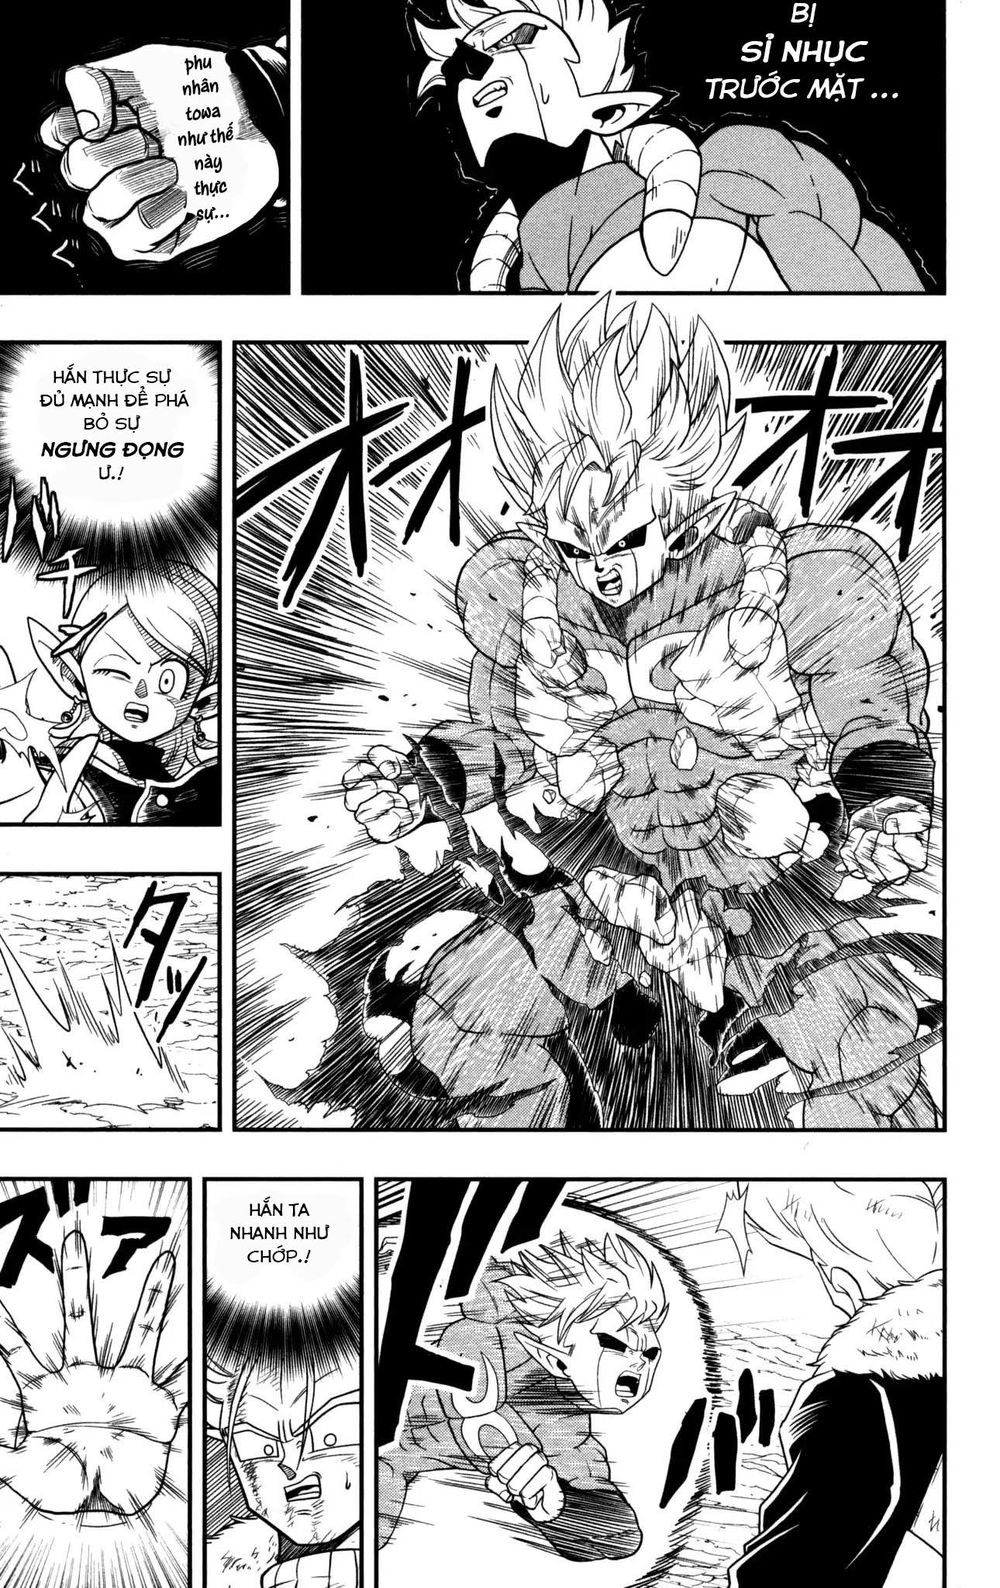 BỊ
SỈ NHỤC
TRƯỚC MẶT ...
phu
nhân
towa
như thế
này
thực
sự...
オオオオ
HẮN THỰC SỰ
ĐỦ MẠNH ĐỂ PHÁ
BỎ SỰ
NGƯNG ĐỌNG
Ư.!
タッ
HẮN TA
NHANH NHƯ
CHỚP.!
ズア